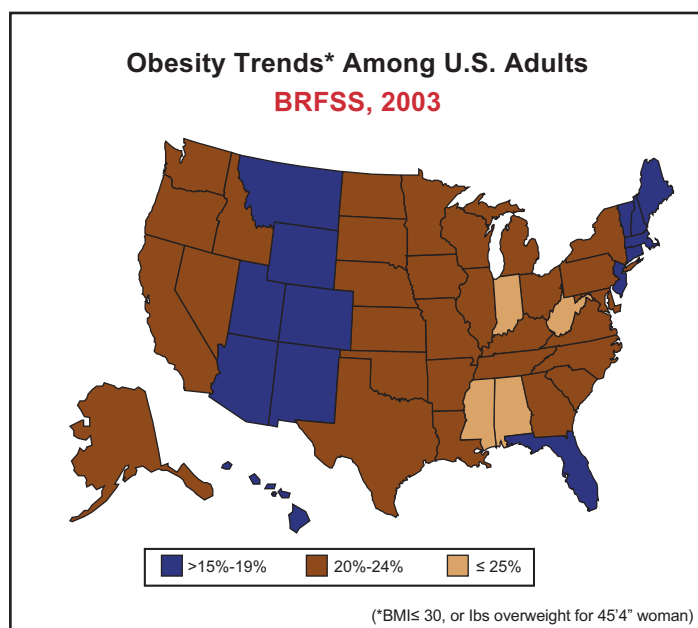 Obesity Trends* Among U.S. Adults
BRFSS, 2003
>15%-19% 20%-24% ≤ 25%
(*BMI≤ 30, or lbs overweight for 45'4” woman)